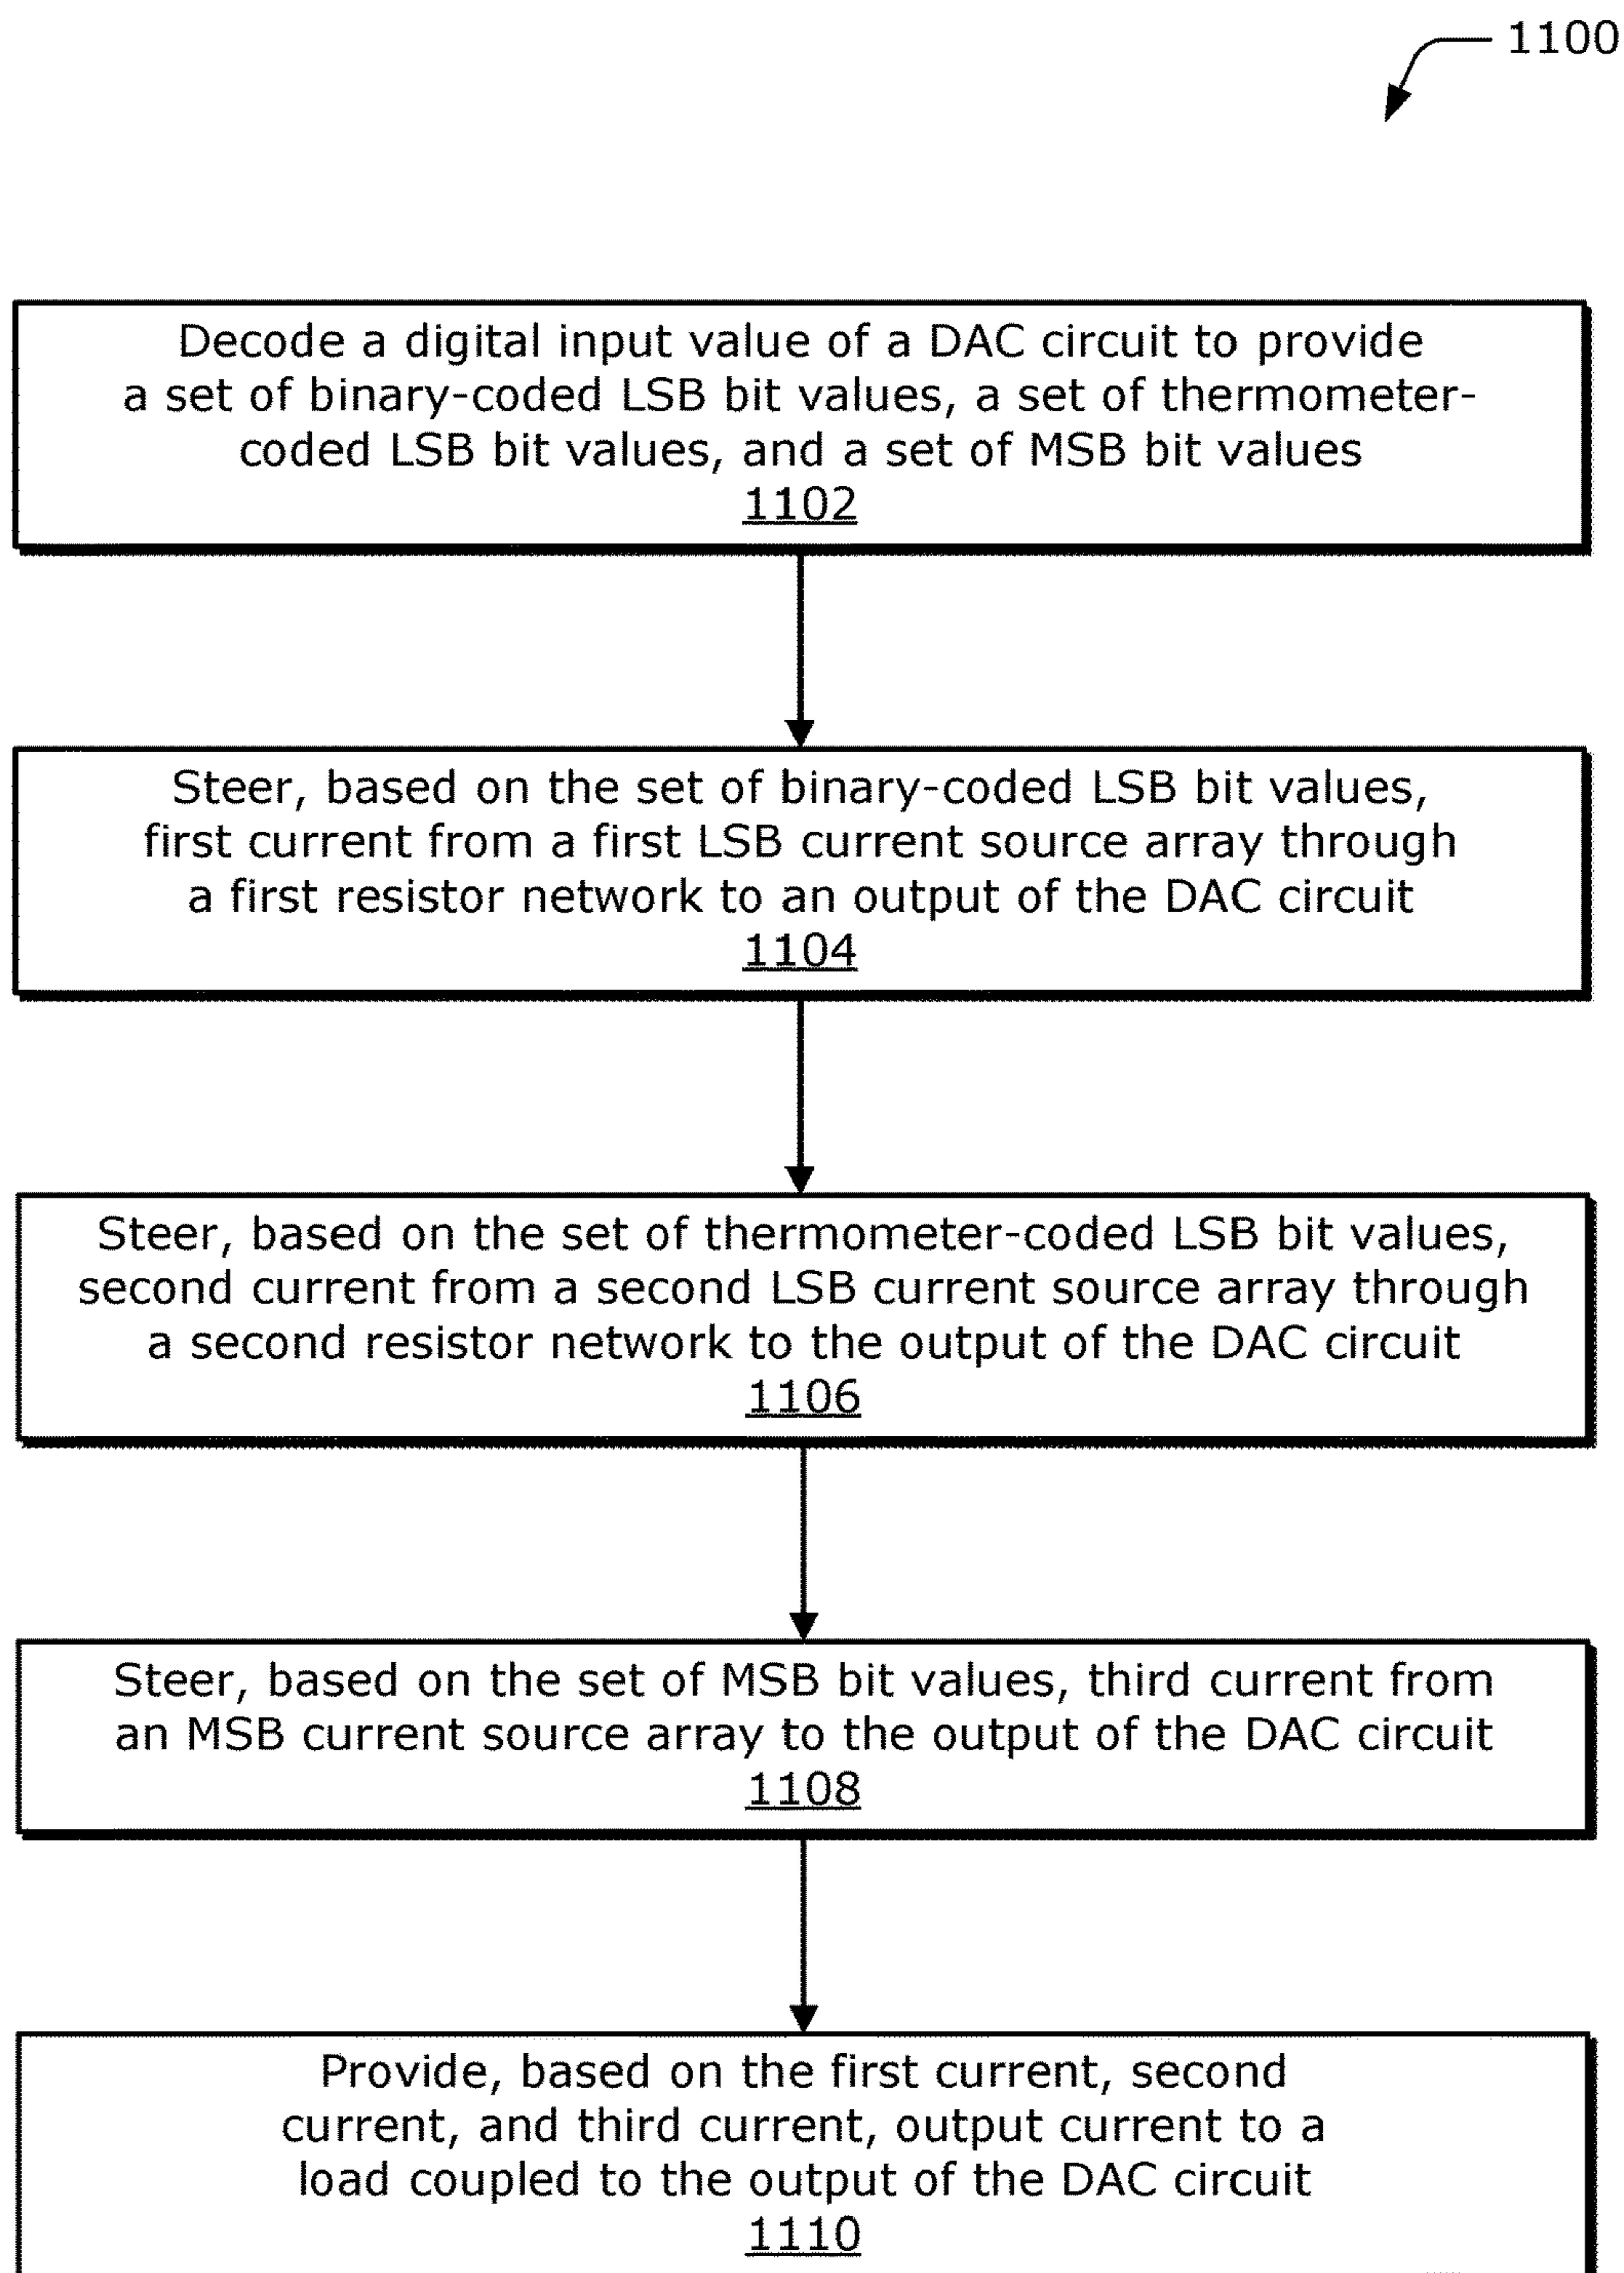 1100
Decode a digital input value of a DAC circuit to provide
a set of binary-coded LSB bit values, a set of thermometer-
coded LSB bit values, and a set of MSB bit values
1102
Steer, based on the set of binary-coded LSB bit values,
first current from a first LSB current source array through
a first resistor network to an output of the DAC circuit
1104
Steer, based on the set of thermometer-coded LSB bit values,
second current from a second LSB current source array through
a second resistor network to the output of the DAC circuit
1106
Steer, based on the set of MSB bit values, third current from
an MSB current source array to the output of the DAC circuit
1108
Provide, based on the first current, second
current, and third current, output current to a
load coupled to the output of the DAC circuit
1110